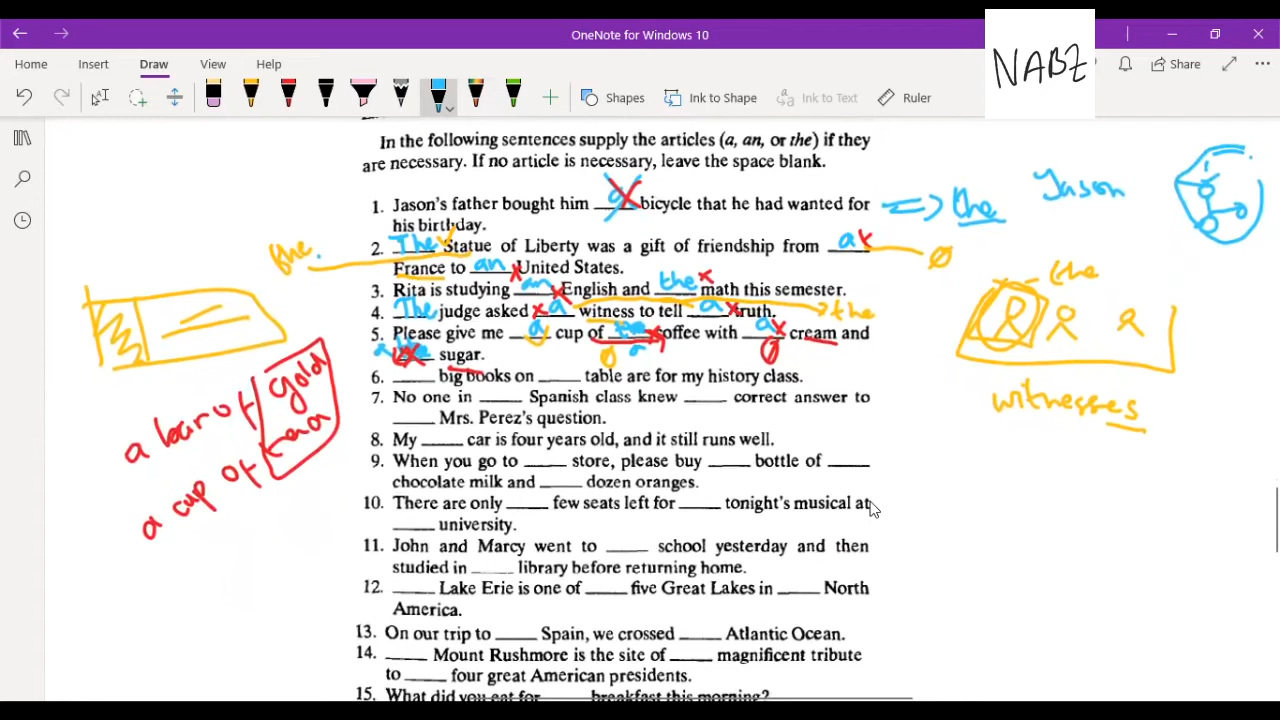 OneNote for Windows 10
NABZ
Home Insert Draw View Help Share
Shapes Ink to Shape Ink to Text Ruler
In the following sentences supply the articles (a, an, or the) if they
are necessary. If no article is necessary, leave the space blank.
1. Jason's father bought him a bicycle that he had wanted for
his birthday.
the Jason
2. The Statue of Liberty was a gift of friendship from a
the.
France to an United States.
ø
3. Rita is studying an English and the math this semester.
the
4. The judge asked a witness to tell a truth.
the
5. Please give me a cup of the coffee with a cream and
sugar.
6. ____ big books on ____ table are for my history class.
7. No one in ____ Spanish class knew ____ correct answer to
____ Mrs. Perez's question.
witnesses
a bar of gold
a cup of tea
8. My ____ car is four years old, and it still runs well.
9. When you go to ____ store, please buy ____ bottle of ____
chocolate milk and ____ dozen oranges.
10. There are only ____ few seats left for ____ tonight's musical at
____ university.
11. John and Marcy went to ____ school yesterday and then
studied in ____ library before returning home.
12. ____ Lake Erie is one of ____ five Great Lakes in ____ North
America.
13. On our trip to ____ Spain, we crossed ____ Atlantic Ocean.
14. ____ Mount Rushmore is the site of ____ magnificent tribute
to ____ four great American presidents.
15. What did you eat for ____ breakfast this morning?